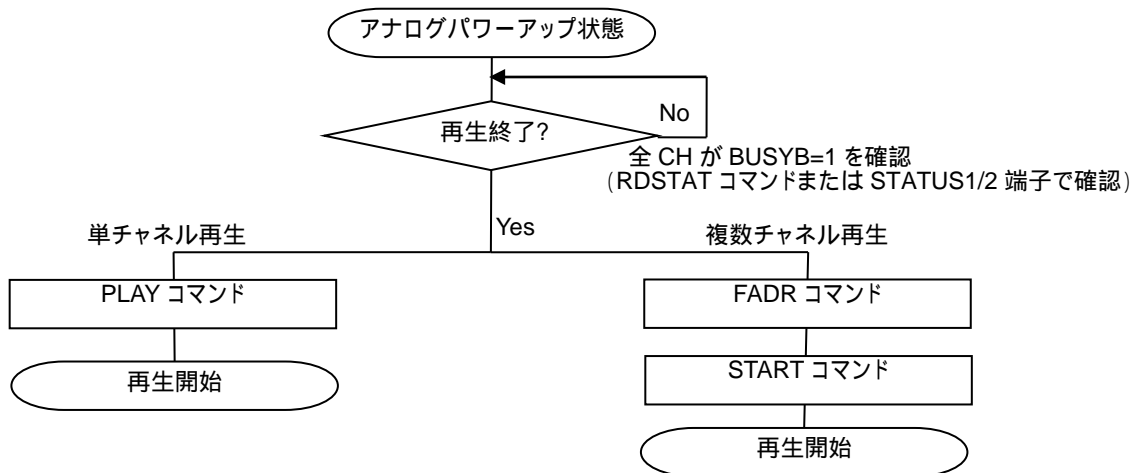 アナログパワーアップ状態
No
再生終了?
全 CH が BUSYB=1 を確認
(RDSTAT コマンドまたは STATUS1/2 端子で確認)
Yes
単チャネル再生
複数チャネル再生
PLAY コマンド
FADR コマンド
再生開始
START コマンド
再生開始